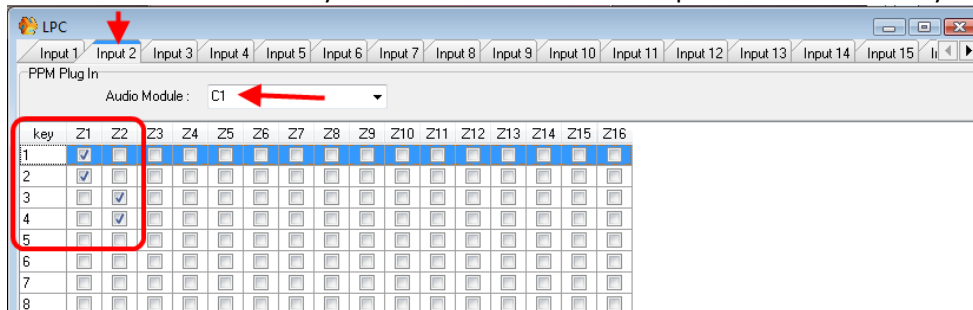 LPC
Input 1 Input 2 Input 3 Input 4 Input 5 Input 6 Input 7 Input 8 Input 9 Input 10 Input 11 Input 12 Input 13 Input 14 Input 15
PPM Plug In
Audio Module : C1
key Z1 Z2 Z3 Z4 Z5 Z6 Z7 Z8 Z9 Z10 Z11 Z12 Z13 Z14 Z15 Z16
1
2
3
4
5
6
7
8